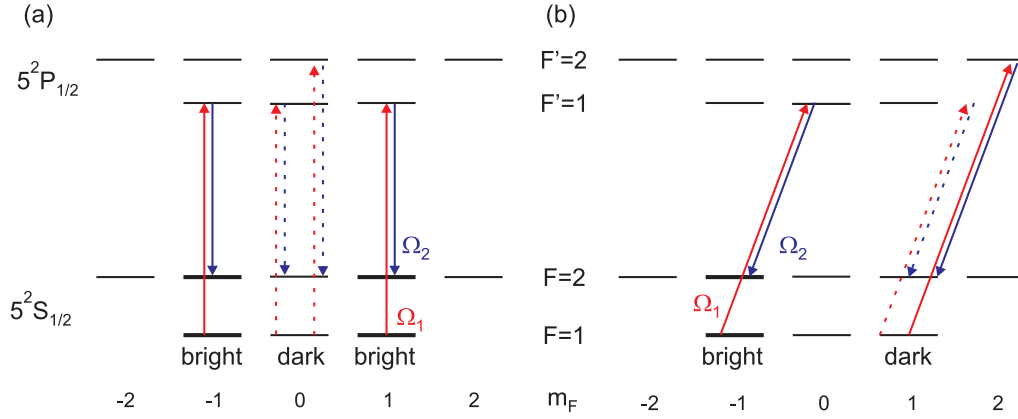 (a)
(b)
5²P₁/₂
F'=2
F'=1
Ω₂
Ω₂
5²S₁/₂
F=2
Ω₁
Ω₁
F=1
bright dark bright
bright dark
-2 -1 0 1 2 m_F -2 -1 0 1 2